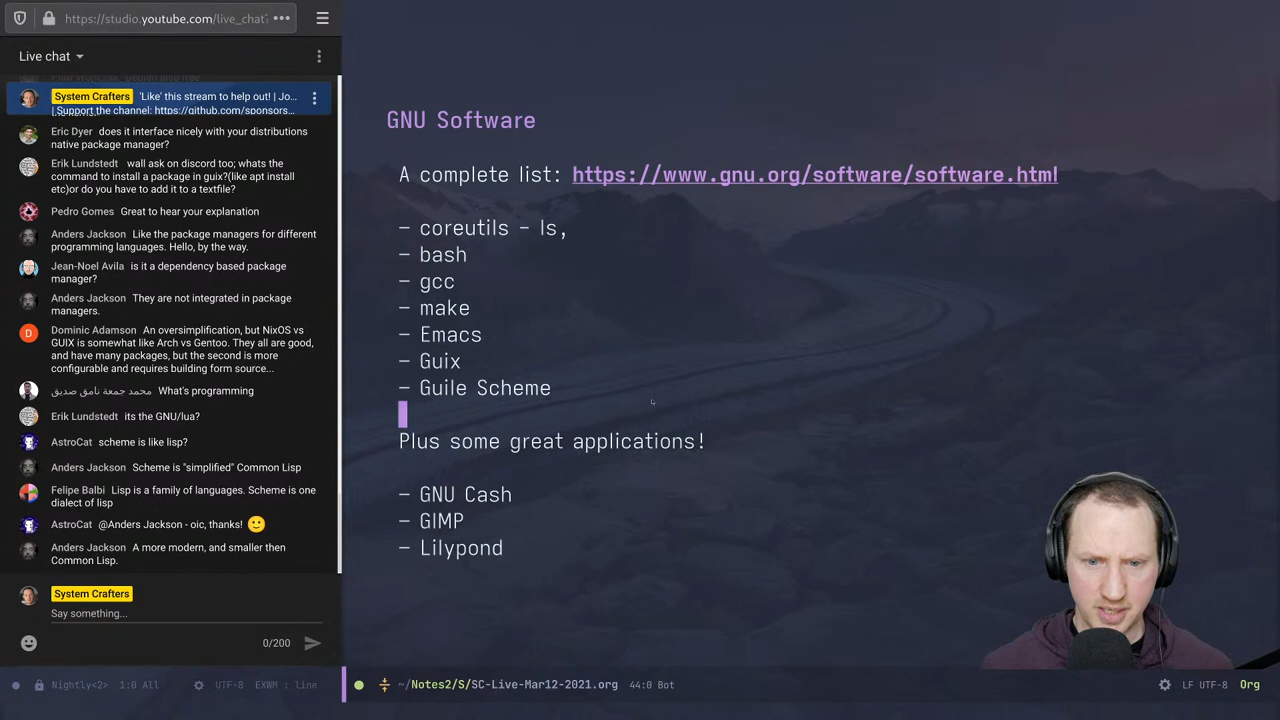 https://studio.youtube.com/live_chat?
Live chat
Piotr Wojczak: Debian also free
System Crafters 'Like' this stream to help out! | Jo...
| Support the channel: https://github.com/sponsors...
Eric Dyer does it interface nicely with your distributions
native package manager?
Erik Lundstedt wall ask on discord too; whats the
command to install a package in guix?(like apt install
etc)or do you have to add it to a textfile?
Pedro Gomes Great to hear your explanation
Anders Jackson Like the package managers for different
programming languages. Hello, by the way.
Jean-Noel Avila is it a dependency based package
manager?
Anders Jackson They are not integrated in package
managers.
D
Dominic Adamson An oversimplification, but NixOS vs
GUIX is somewhat like Arch vs Gentoo. They all are good,
and have many packages, but the second is more
configurable and requires building form source...
محمد جمعة نامق صديق What's programming
Erik Lundstedt its the GNU/lua?
AstroCat scheme is like lisp?
Anders Jackson Scheme is "simplified" Common Lisp
Felipe Balbi Lisp is a family of languages. Scheme is one
dialect of lisp
AstroCat @Anders Jackson - oic, thanks! 🙂
Anders Jackson A more modern, and smaller then
Common Lisp.
System Crafters
Say something...
0/200
Nightly<2> 1:0 All UTF-8 EXWM : line
GNU Software
A complete list: https://www.gnu.org/software/software.html
- coreutils - ls,
- bash
- gcc
- make
- Emacs
- Guix
- Guile Scheme
Plus some great applications!
- GNU Cash
- GIMP
- Lilypond
~/Notes2/S/SC-Live-Mar12-2021.org 44:0 Bot LF UTF-8 Org